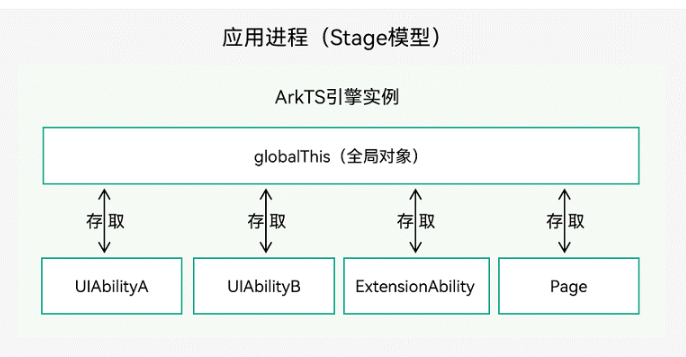 应用进程（Stage模型）
ArkTS引擎实例
globalThis（全局对象）
存 取 存 取 存 取 存 取
UIAbilityA UIAbilityB ExtensionAbility Page